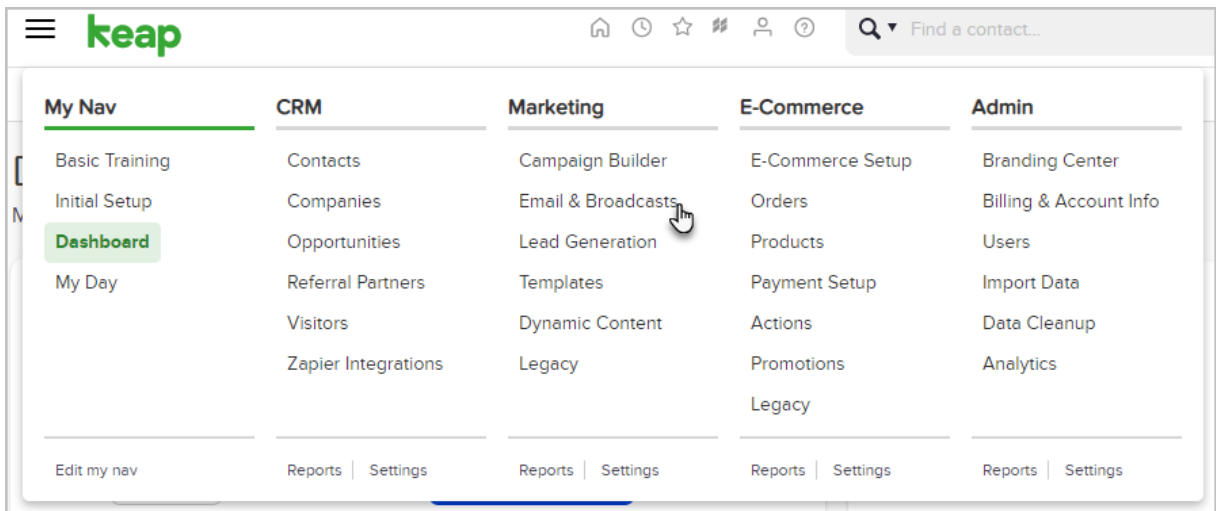 keap
Find a contact...
My Nav
Basic Training
Initial Setup
Dashboard
My Day
Edit my nav
CRM
Contacts
Companies
Opportunities
Referral Partners
Visitors
Zapier Integrations
Reports | Settings
Marketing
Campaign Builder
Email & Broadcasts
Lead Generation
Templates
Dynamic Content
Legacy
Reports | Settings
E-Commerce
E-Commerce Setup
Orders
Products
Payment Setup
Actions
Promotions
Legacy
Reports | Settings
Admin
Branding Center
Billing & Account Info
Users
Import Data
Data Cleanup
Analytics
Reports | Settings